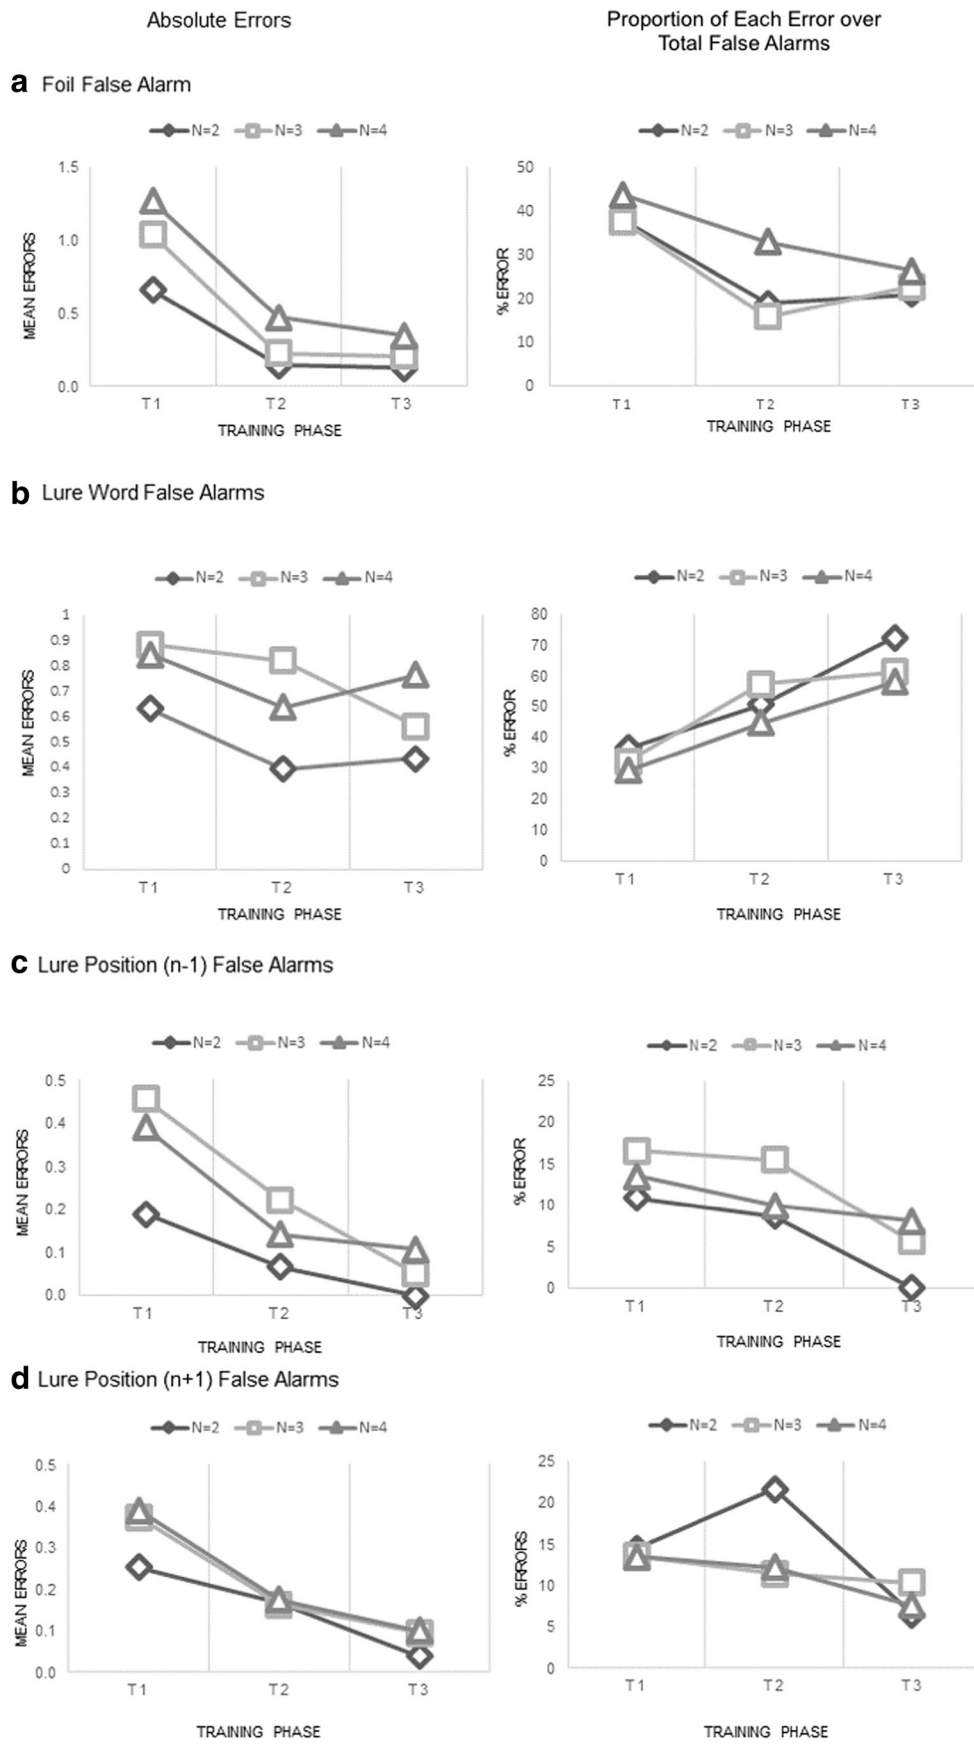 Absolute Errors
Proportion of Each Error over
Total False Alarms
a Foil False Alarm
N=2 N=3 N=4
1.5
1.0
0.5
0.0
MEAN ERRORS
T1 T2 T3
TRAINING PHASE
N=2 N=3 N=4
50
40
30
20
10
0
% ERROR
T1 T2 T3
TRAINING PHASE
b Lure Word False Alarms
N=2 N=3 N=4
1
0.9
0.8
0.7
0.6
0.5
0.4
0.3
0.2
0.1
0
MEAN ERRORS
T1 T2 T3
TRAINING PHASE
N=2 N=3 N=4
80
70
60
50
40
30
20
10
0
% ERROR
T1 T2 T3
TRAINING PHASE
c Lure Position (n-1) False Alarms
N=2 N=3 N=4
0.5
0.4
0.3
0.2
0.1
0.0
MEAN ERRORS
T1 T2 T3
TRAINING PHASE
N=2 N=3 N=4
25
20
15
10
5
0
% ERROR
T1 T2 T3
TRAINING PHASE
d Lure Position (n+1) False Alarms
N=2 N=3 N=4
0.5
0.4
0.3
0.2
0.1
0.0
MEAN ERRORS
T1 T2 T3
TRAINING PHASE
N=2 N=3 N=4
25
20
15
10
5
0
% ERRORS
T1 T2 T3
TRAINING PHASE